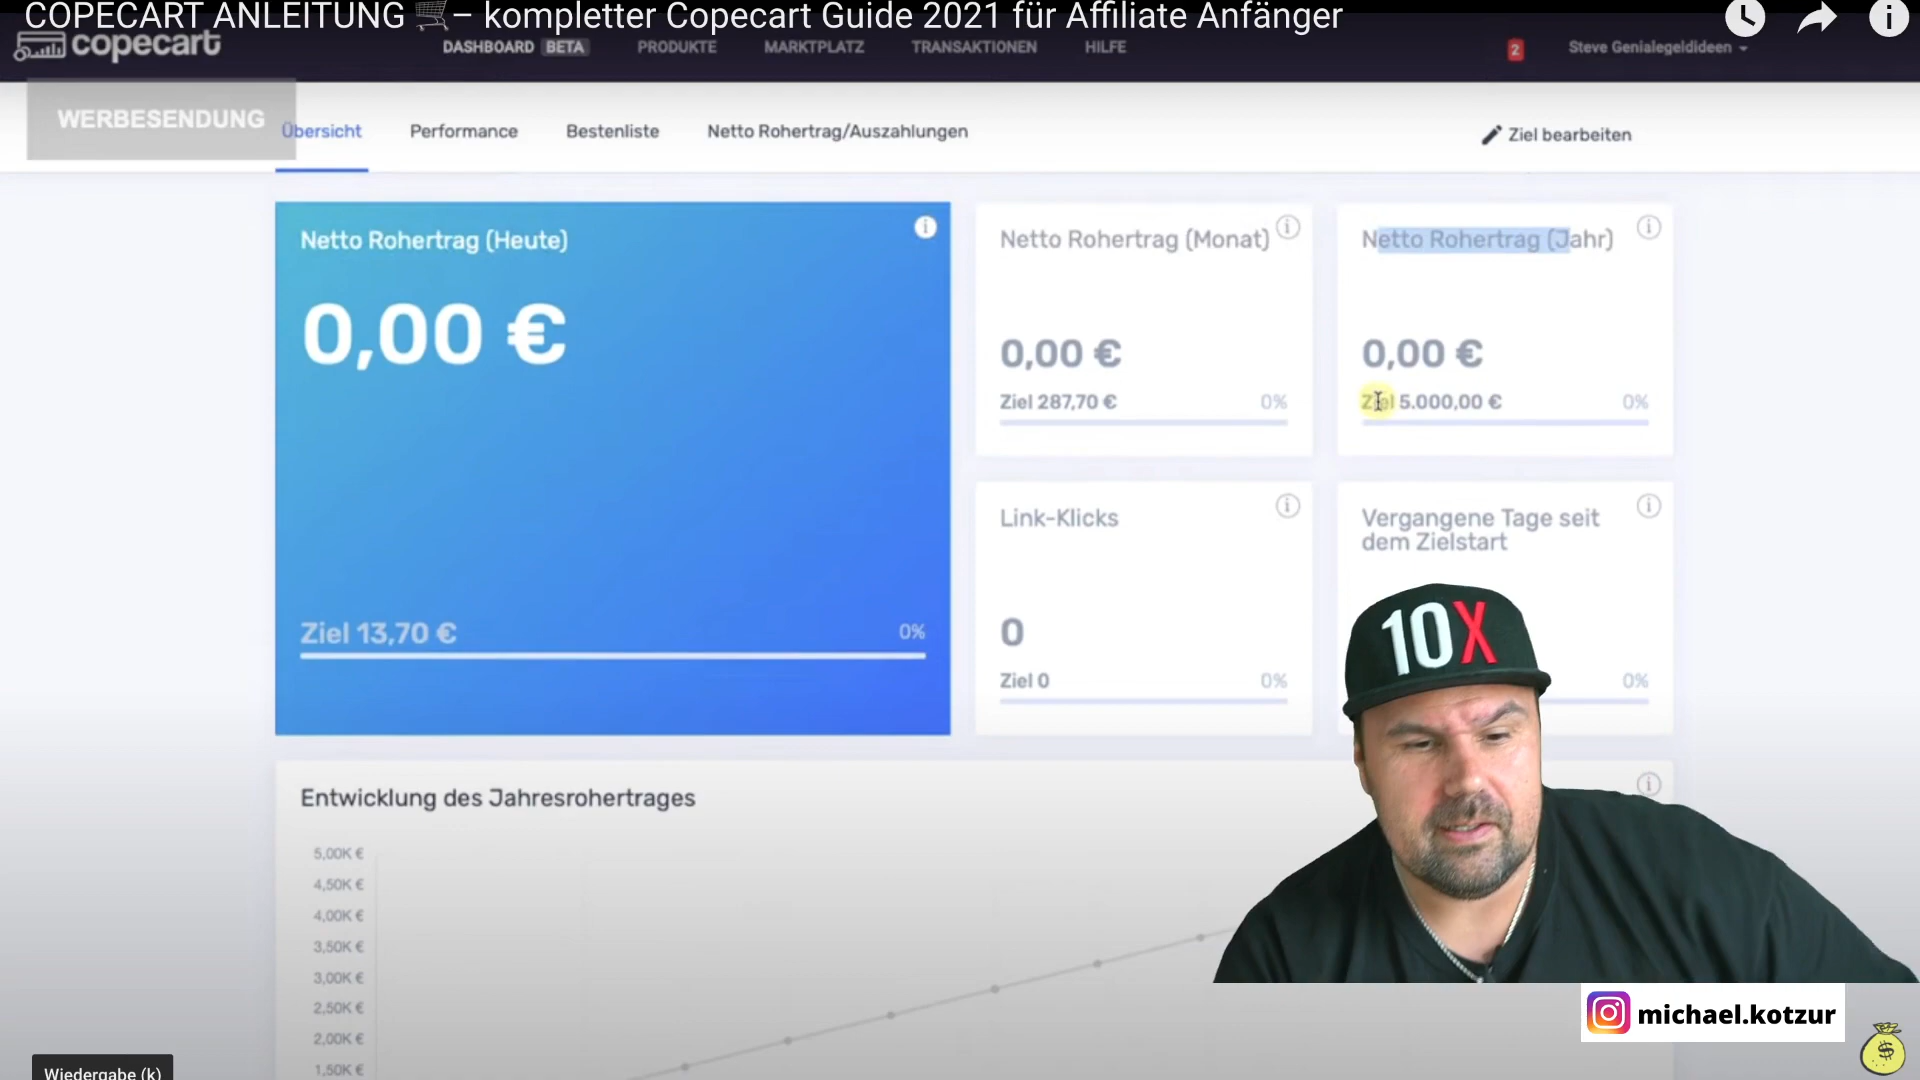 COPECART ANLEITUNG 🛒– kompletter Copecart Guide 2021 für Affiliate Anfänger
copecart
DASHBOARD BETA PRODUKTE MARKTPLATZ TRANSAKTIONEN HILFE
2
Steve Genialegeldideen
WERBESENDUNG
Übersicht Performance Bestenliste Netto Rohertrag/Auszahlungen
Ziel bearbeiten
Netto Rohertrag (Heute)
0,00 €
Ziel 13,70 € 0%
Netto Rohertrag (Monat)
0,00 €
Ziel 287,70 € 0%
Netto Rohertrag (Jahr)
0,00 €
Ziel 5.000,00 € 0%
Link-Klicks
0
Ziel 0 0%
Vergangene Tage seit
dem Zielstart
0%
10X
Entwicklung des Jahresrohertrages
5,00K €
4,50K €
4,00K €
3,50K €
3,00K €
2,50K €
2,00K €
1,50K €
michael.kotzur
$
Wiedergabe (k)